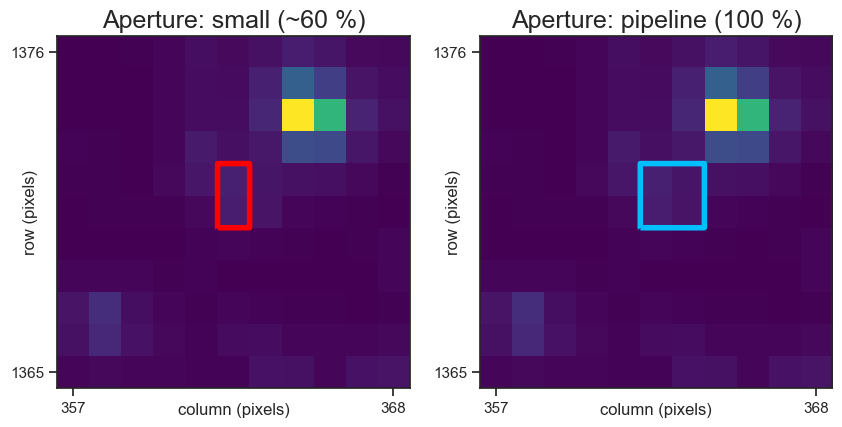 Aperture: small (~60 %)
1376
row (pixels)
1365
357
column (pixels)
368
Aperture: pipeline (100 %)
1376
row (pixels)
1365
357
column (pixels)
368